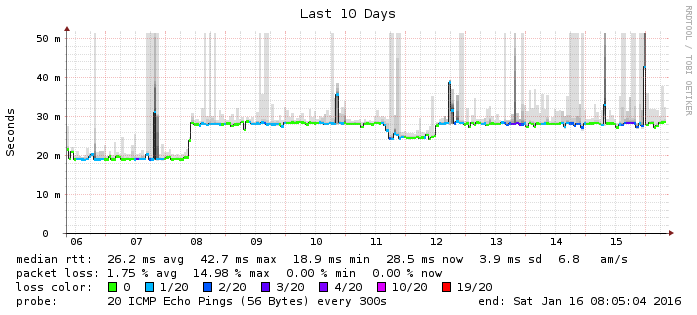 Last 10 Days
RRDTOOL / TOBI OETIKER
Seconds
50 m
40 m
30 m
20 m
10 m
0
06 07 08 09 10 11 12 13 14 15
median rtt: 26.2 ms avg 42.7 ms max 18.9 ms min 28.5 ms now 3.9 ms sd 6.8 am/s
packet loss: 1.75 % avg 14.98 % max 0.00 % min 0.00 % now
loss color: 0 1/20 2/20 3/20 4/20 10/20 19/20
probe: 20 ICMP Echo Pings (56 Bytes) every 300s end: Sat Jan 16 08:05:04 2016